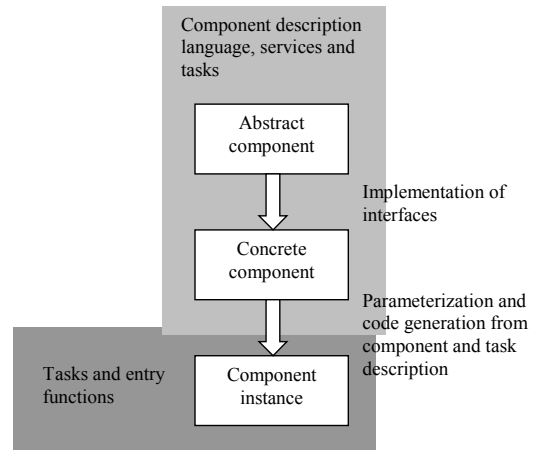 Component description
language, services and
tasks
Abstract
component
Implementation of
interfaces
Concrete
component
Parameterization and
code generation from
component and task
description
Tasks and entry
functions
Component
instance